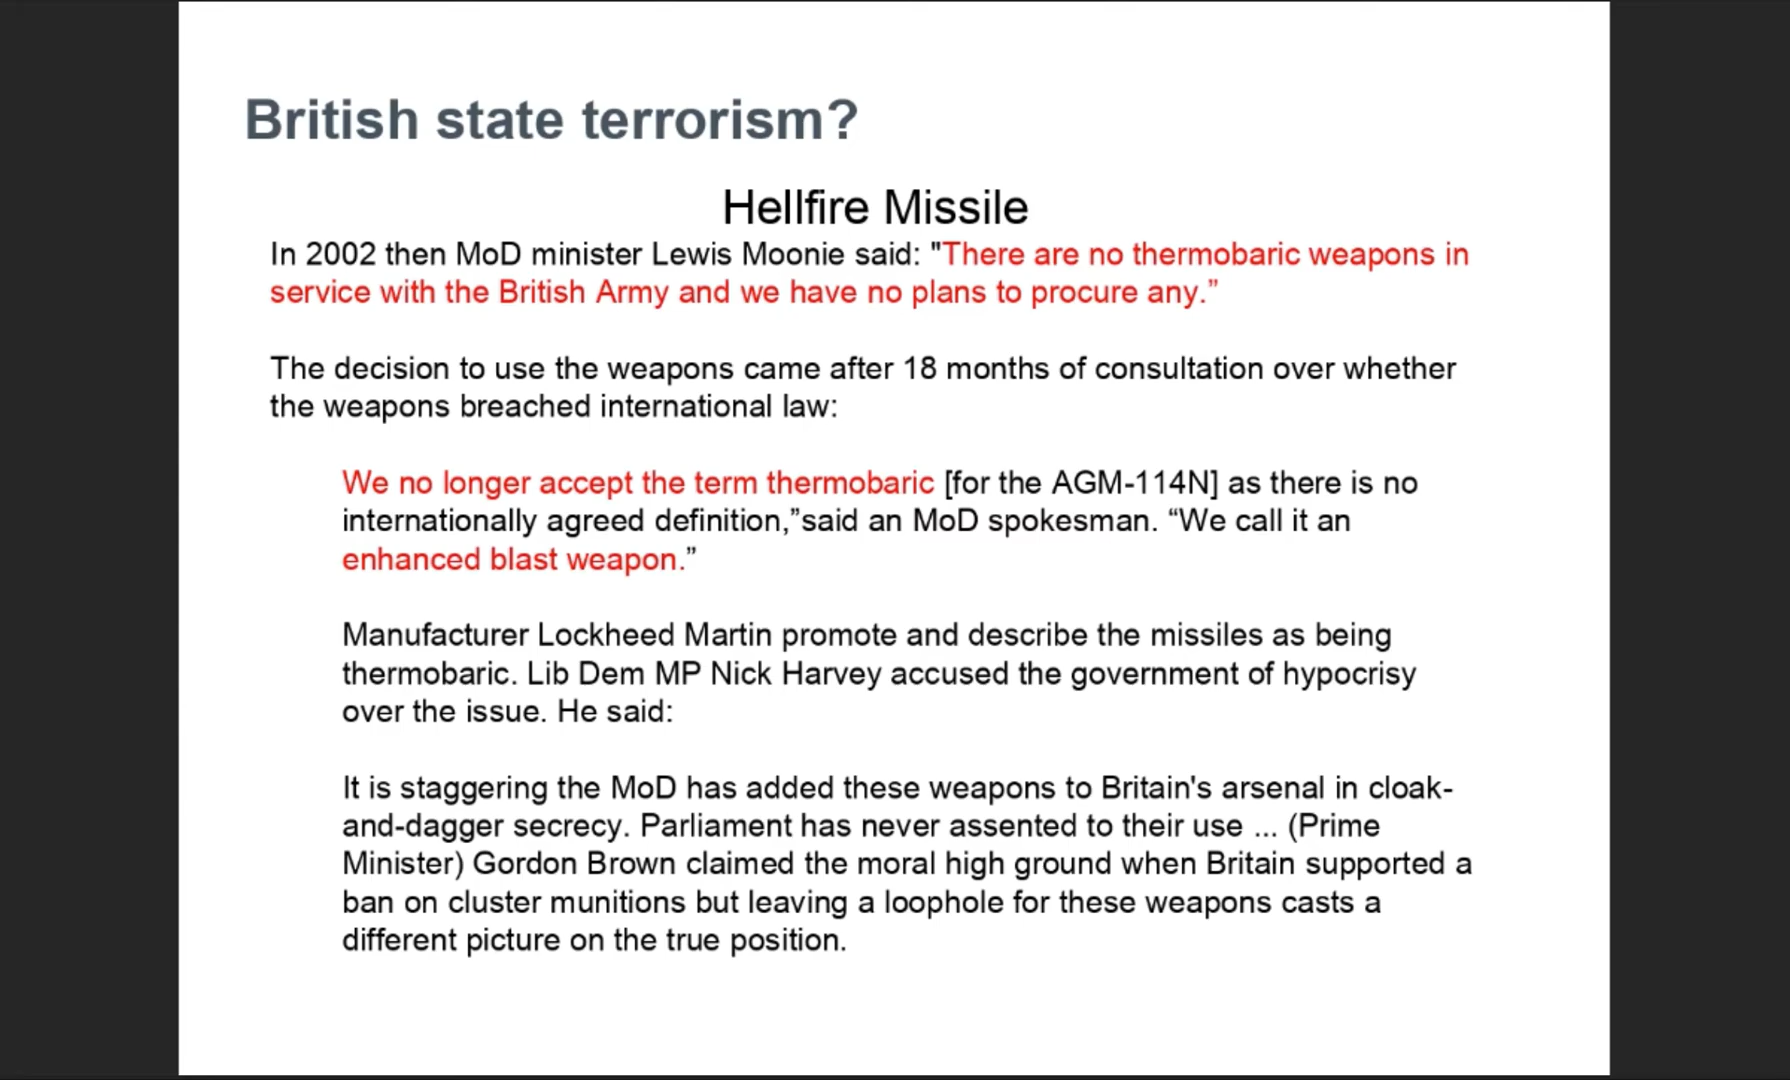 British state terrorism?
Hellfire Missile
In 2002 then MoD minister Lewis Moonie said: "There are no thermobaric weapons in
service with the British Army and we have no plans to procure any.”
The decision to use the weapons came after 18 months of consultation over whether
the weapons breached international law:
We no longer accept the term thermobaric [for the AGM-114N] as there is no
internationally agreed definition,”said an MoD spokesman. “We call it an
enhanced blast weapon.”
Manufacturer Lockheed Martin promote and describe the missiles as being
thermobaric. Lib Dem MP Nick Harvey accused the government of hypocrisy
over the issue. He said:
It is staggering the MoD has added these weapons to Britain's arsenal in cloak-
and-dagger secrecy. Parliament has never assented to their use ... (Prime
Minister) Gordon Brown claimed the moral high ground when Britain supported a
ban on cluster munitions but leaving a loophole for these weapons casts a
different picture on the true position.